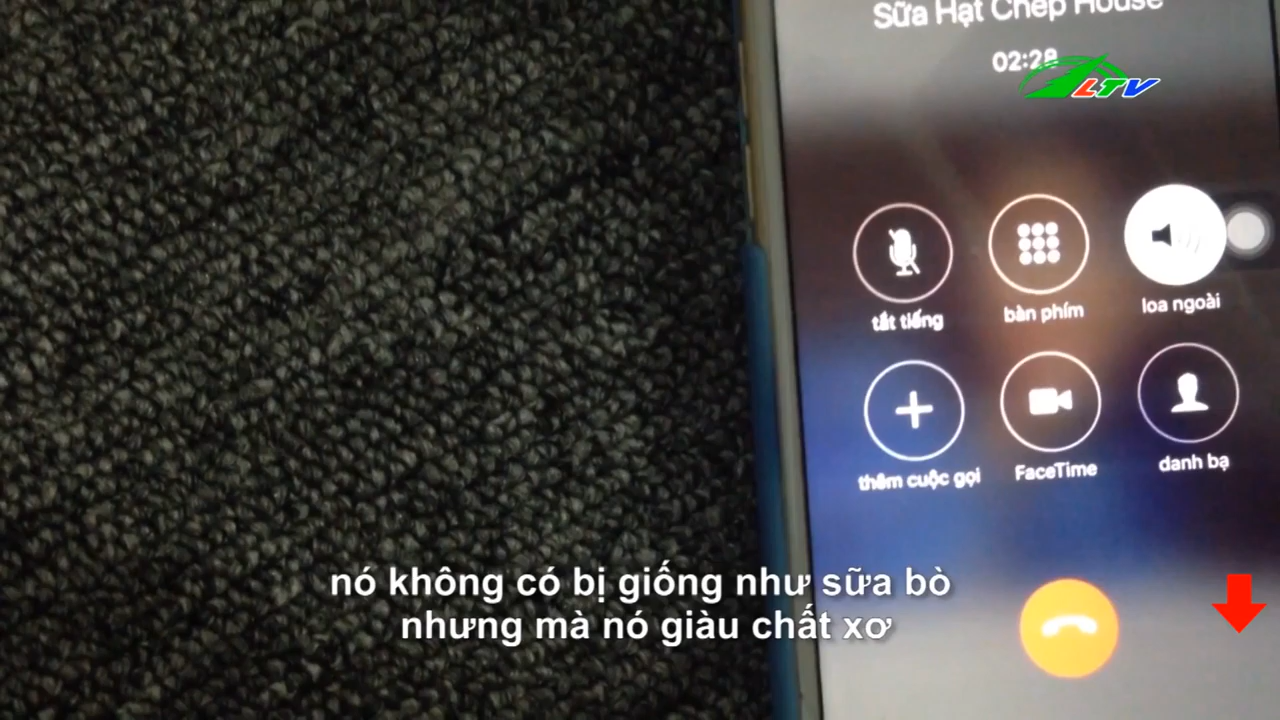 Sữa Hạt Chép House
02:28
LTV
tắt tiếng
bàn phím
loa ngoài
thêm cuộc gọi
FaceTime
danh bạ
nó không có bị giống như sữa bò
nhưng mà nó giàu chất xơ